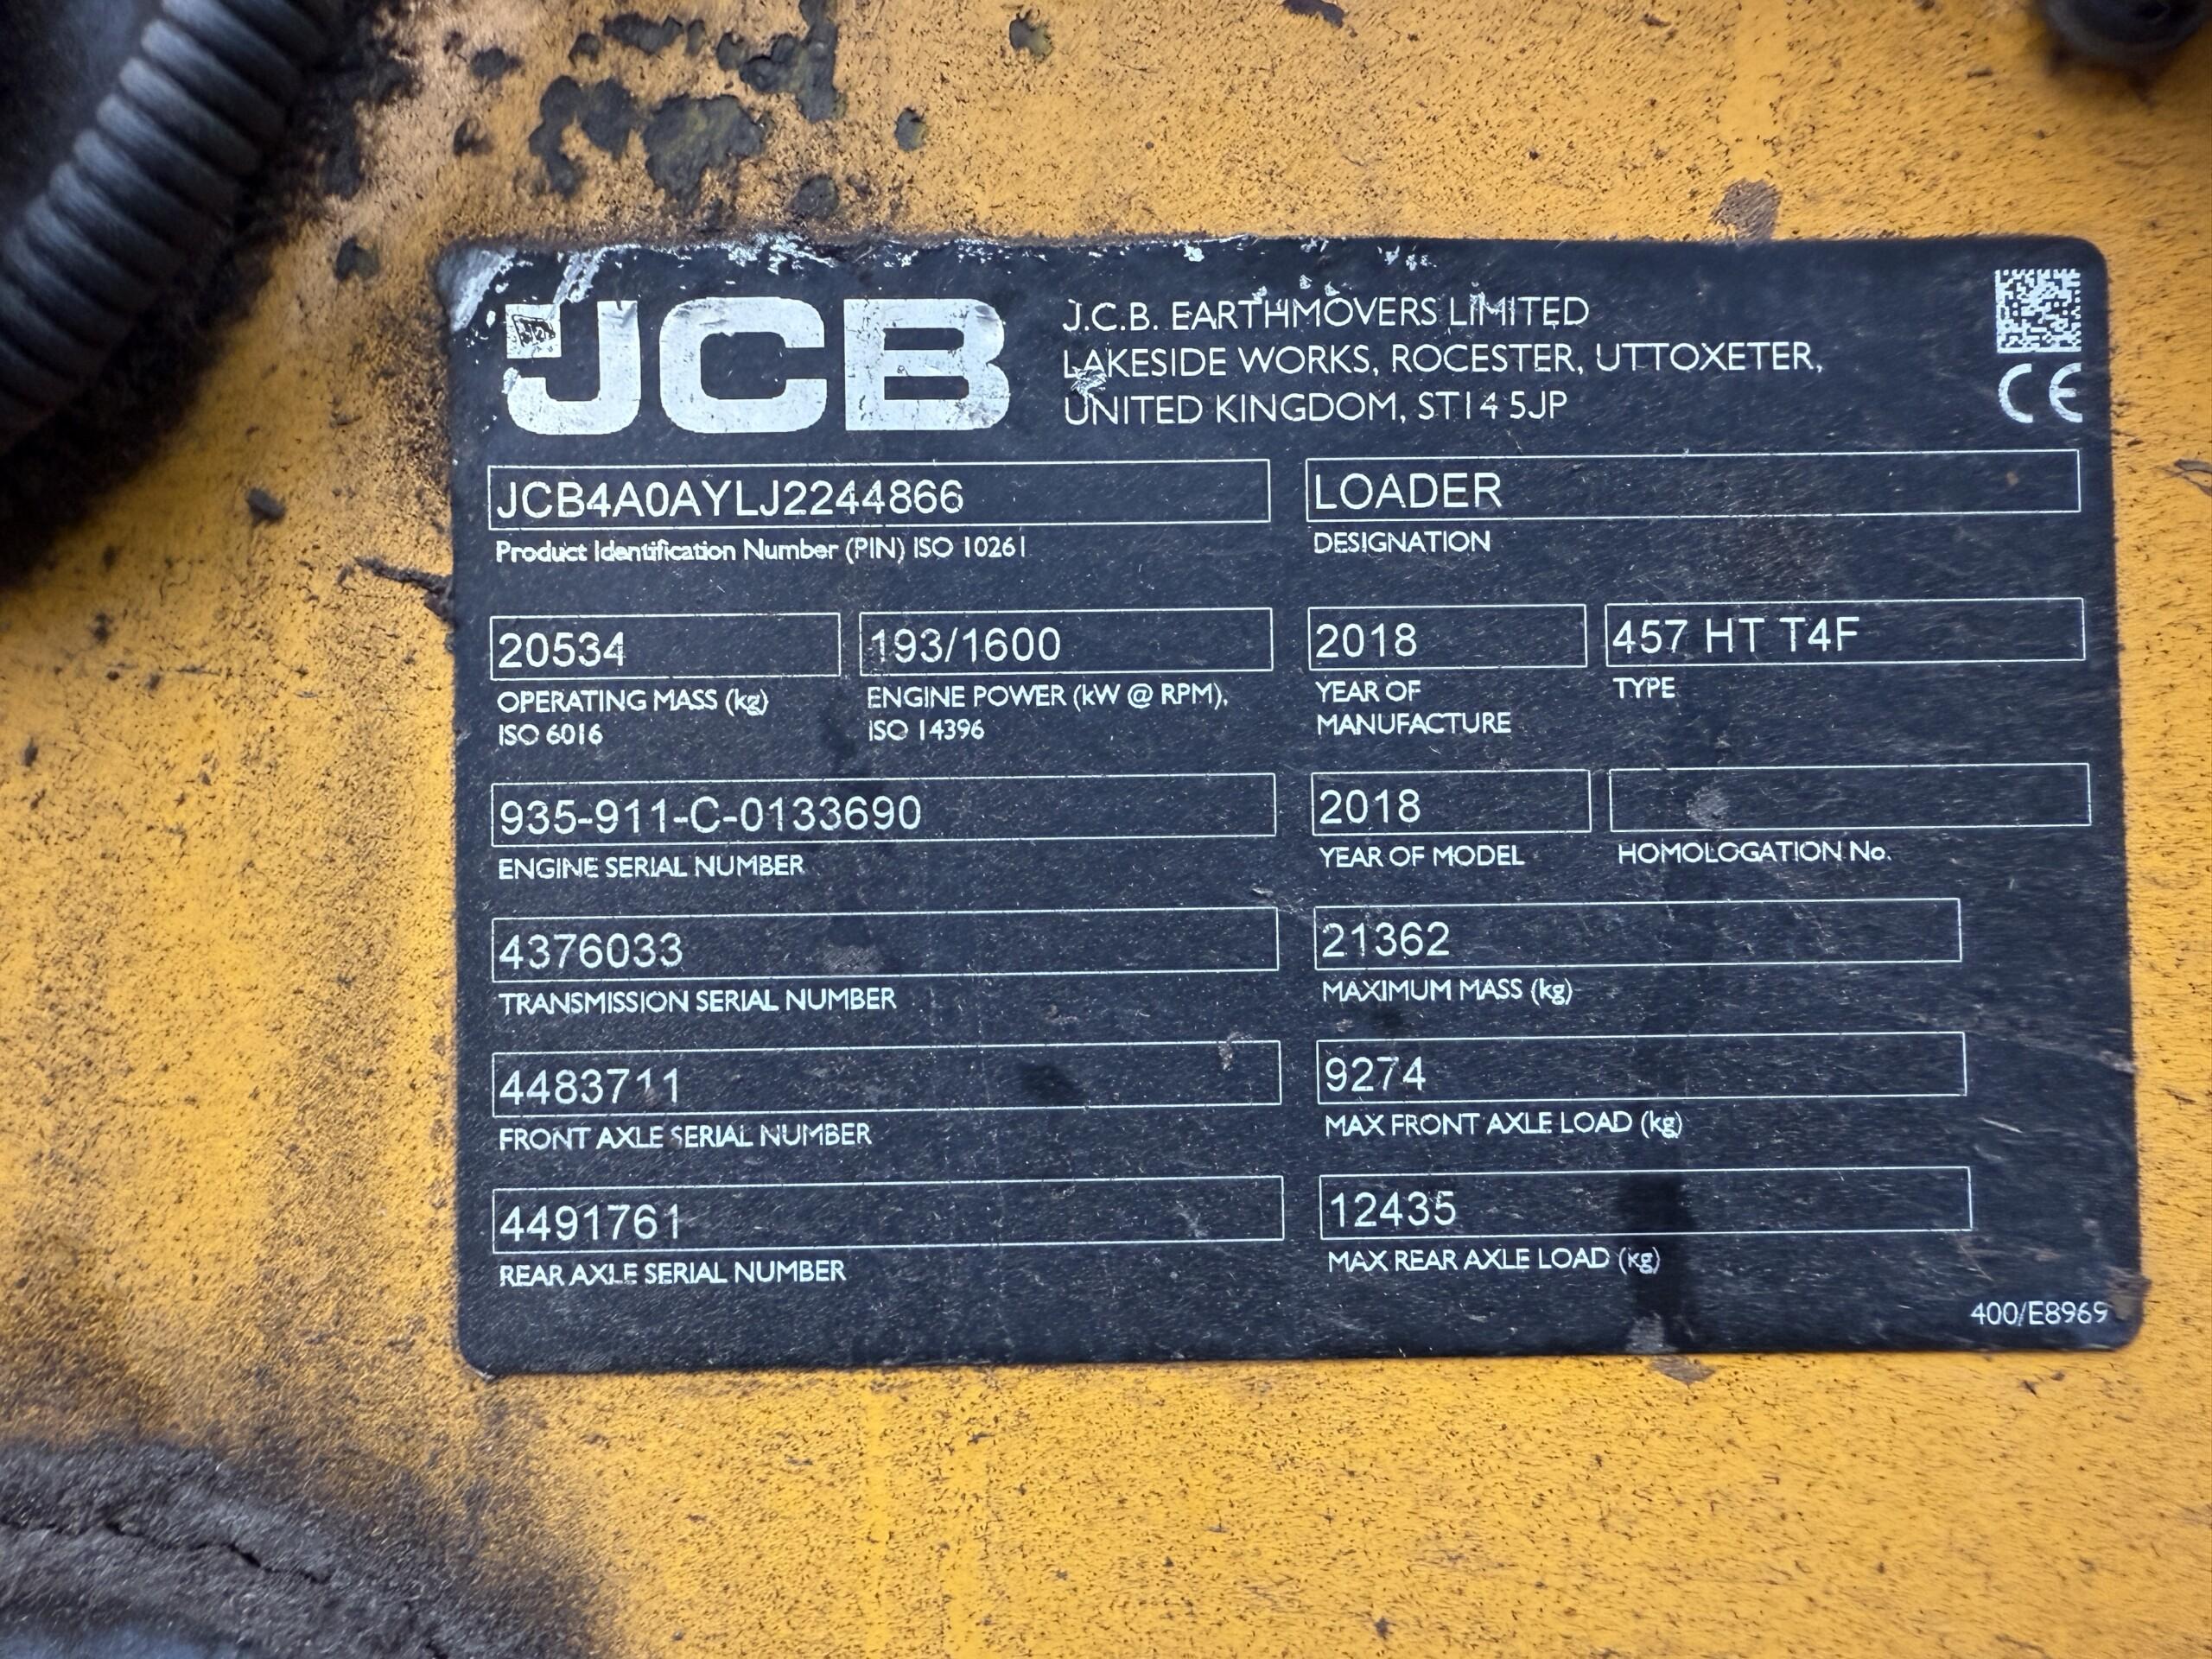 JCB
J.C.B. EARTHMOVERS LIMITED
LAKESIDE WORKS, ROCESTER, UTTOXETER,
UNITED KINGDOM, ST14 5JP
CE
JCB4A0AYLJ2244866
Product Identification Number (PIN) ISO 10261
LOADER
DESIGNATION
20534
OPERATING MASS (kg)
ISO 6016
193/1600
ENGINE POWER (kW @ RPM),
ISO 14396
2018
YEAR OF
MANUFACTURE
457 HT T4F
TYPE
935-911-C-0133690
ENGINE SERIAL NUMBER
2018
YEAR OF MODEL
HOMOLOGATION No.
4376033
TRANSMISSION SERIAL NUMBER
21362
MAXIMUM MASS (kg)
4483711
FRONT AXLE SERIAL NUMBER
9274
MAX FRONT AXLE LOAD (kg)
4491761
REAR AXLE SERIAL NUMBER
12435
MAX REAR AXLE LOAD (kg)
400/E8969